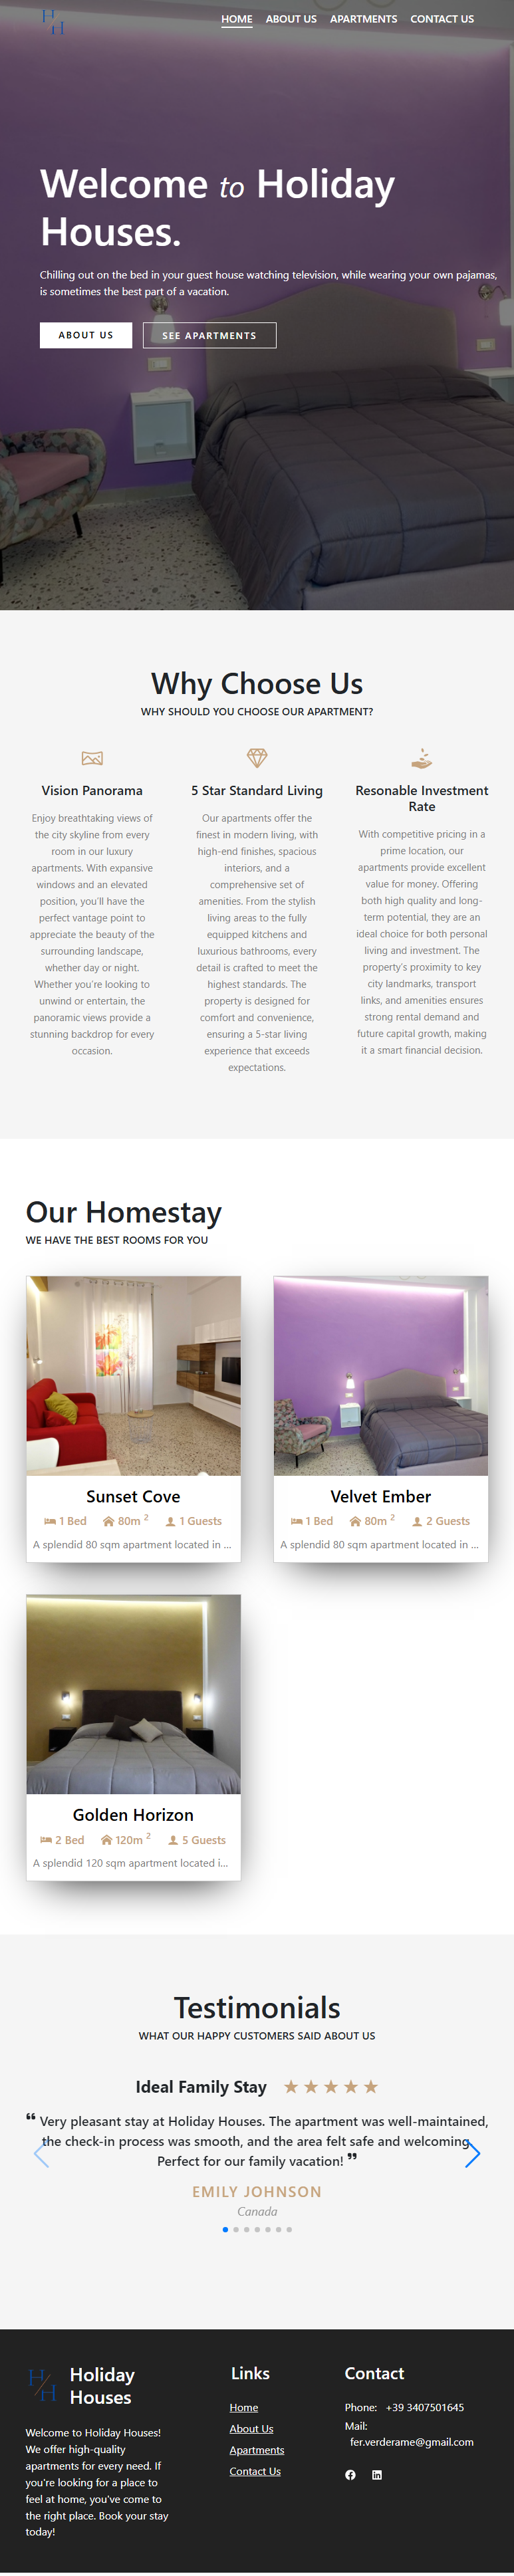 H/H
HOME ABOUT US APARTMENTS CONTACT US
Welcome to Holiday
Houses.
Chilling out on the bed in your guest house watching television, while wearing your own pajamas,
is sometimes the best part of a vacation.
ABOUT US SEE APARTMENTS
Why Choose Us
WHY SHOULD YOU CHOOSE OUR APARTMENT?
Vision Panorama
Enjoy breathtaking views of
the city skyline from every
room in our luxury
apartments. With expansive
windows and an elevated
position, you'll have the
perfect vantage point to
appreciate the beauty of the
surrounding landscape,
whether day or night.
Whether you're looking to
unwind or entertain, the
panoramic views provide a
stunning backdrop for every
occasion.
5 Star Standard Living
Our apartments offer the
finest in modern living, with
high-end finishes, spacious
interiors, and a
comprehensive set of
amenities. From the stylish
living areas to the fully
equipped kitchens and
luxurious bathrooms, every
detail is crafted to meet the
highest standards. The
property is designed for
comfort and convenience,
ensuring a 5-star living
experience that exceeds
expectations.
Resonable Investment
Rate
With competitive pricing in a
prime location, our
apartments provide excellent
value for money. Offering
both high quality and long-
term potential, they are an
ideal choice for both personal
living and investment. The
property's proximity to key
city landmarks, transport
links, and amenities ensures
strong rental demand and
future capital growth, making
it a smart financial decision.
Our Homestay
WE HAVE THE BEST ROOMS FOR YOU
Sunset Cove
1 Bed 80m 2 1 Guests
A splendid 80 sqm apartment located in ...
Velvet Ember
1 Bed 80m 2 2 Guests
A splendid 80 sqm apartment located in ...
Golden Horizon
2 Bed 120m 2 5 Guests
A splendid 120 sqm apartment located i...
Testimonials
WHAT OUR HAPPY CUSTOMERS SAID ABOUT US
Ideal Family Stay ★ ★ ★ ★ ★
❝ Very pleasant stay at Holiday Houses. The apartment was well-maintained,
the check-in process was smooth, and the area felt safe and welcoming.
Perfect for our family vacation! ❞
EMILY JOHNSON
Canada
H/H
Holiday
Houses
Welcome to Holiday Houses!
We offer high-quality
apartments for every need. If
you're looking for a place to
feel at home, you've come to
the right place. Book your stay
today!
Links
Home
About Us
Apartments
Contact Us
Contact
Phone: +39 3407501645
Mail:
fer.verderame@gmail.com